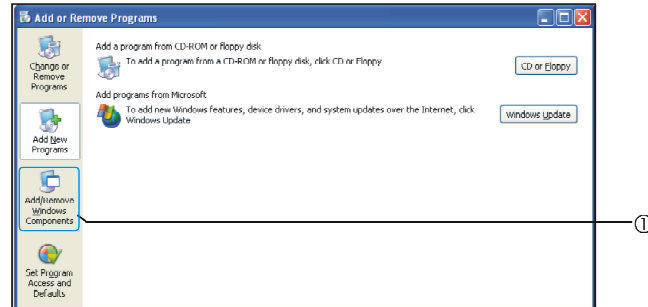 Add or Remove Programs
Change or
Remove
Programs
Add New
Programs
Add/Remove
Windows
Components
Set Program
Access and
Defaults
Add a program from CD-ROM or floppy disk
To add a program from a CD-ROM or floppy disk, click CD or Floppy
CD or Floppy
Add programs from Microsoft
To add new Windows features, device drivers, and system updates over the Internet, click
Windows Update
Windows Update
①